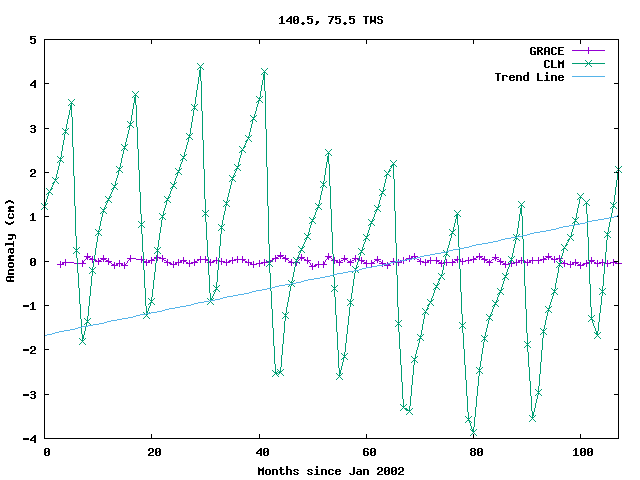 140.5, 75.5 TWS
GRACE
CLM
Trend Line
5
4
3
2
1
0
-1
-2
-3
-4
Anomaly (cm)
0 20 40 60 80 100
Months since Jan 2002